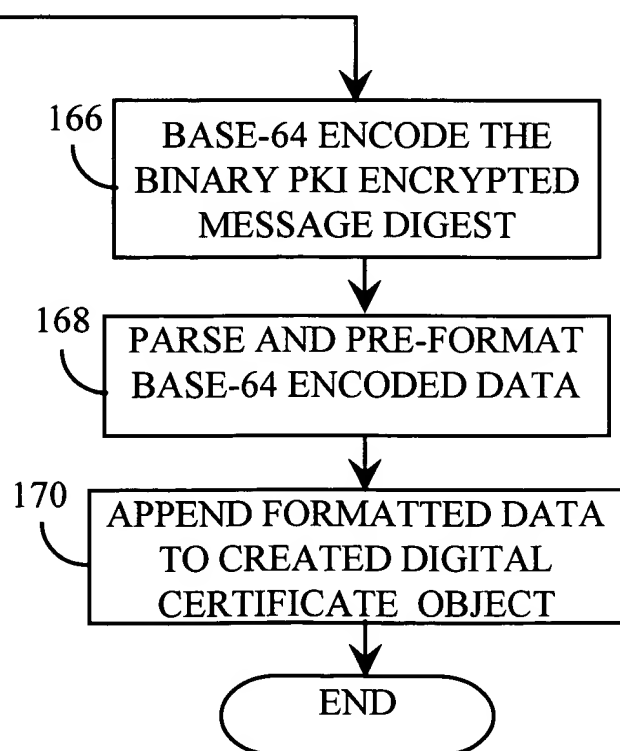 166
BASE-64 ENCODE THE
BINARY PKI ENCRYPTED
MESSAGE DIGEST
168
PARSE AND PRE-FORMAT
BASE-64 ENCODED DATA
170
APPEND FORMATTED DATA
TO CREATED DIGITAL
CERTIFICATE OBJECT
END